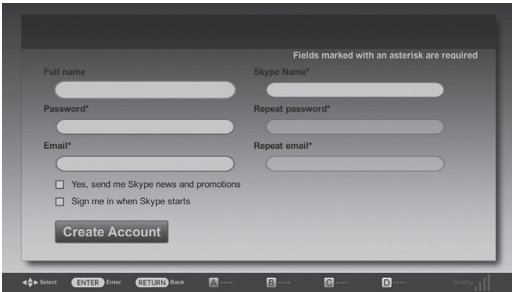 Fields marked with an asterisk are required
Full name Skype Name*
Password* Repeat password*
Email* Repeat email*
Yes, send me Skype news and promotions
Sign me in when Skype starts
Create Account
Select ENTER Enter RETURN Back A ---- B ---- C ---- D ---- Quality